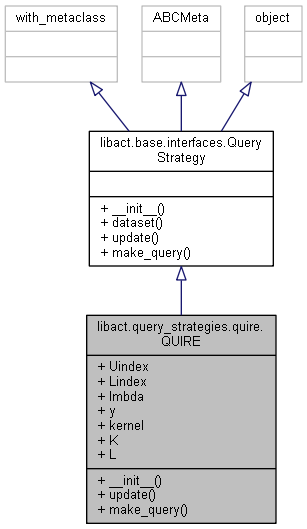 with_metaclass
ABCMeta
object
libact.base.interfaces.Query
Strategy
+ __init__()
+ dataset()
+ update()
+ make_query()
libact.query_strategies.quire.
QUIRE
+ Uindex
+ Lindex
+ lmbda
+ y
+ kernel
+ K
+ L
+ __init__()
+ update()
+ make_query()